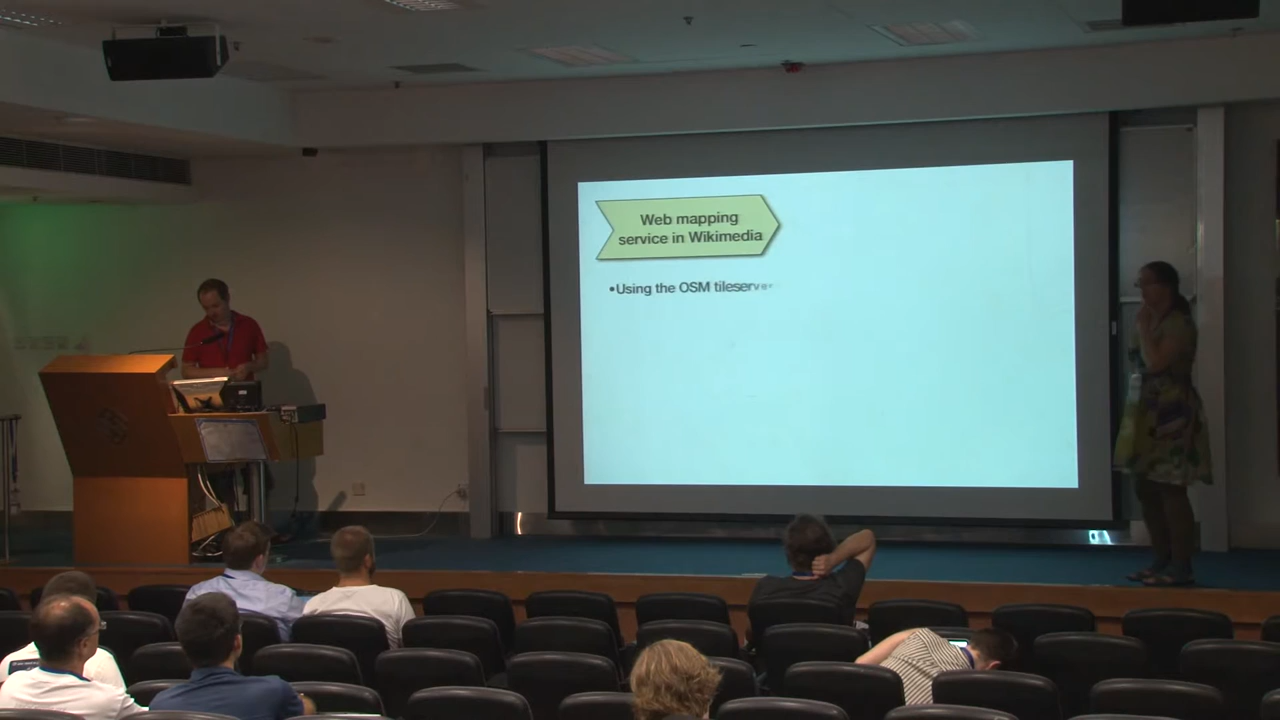 Web mapping
service in Wikimedia
•Using the OSM tileserver